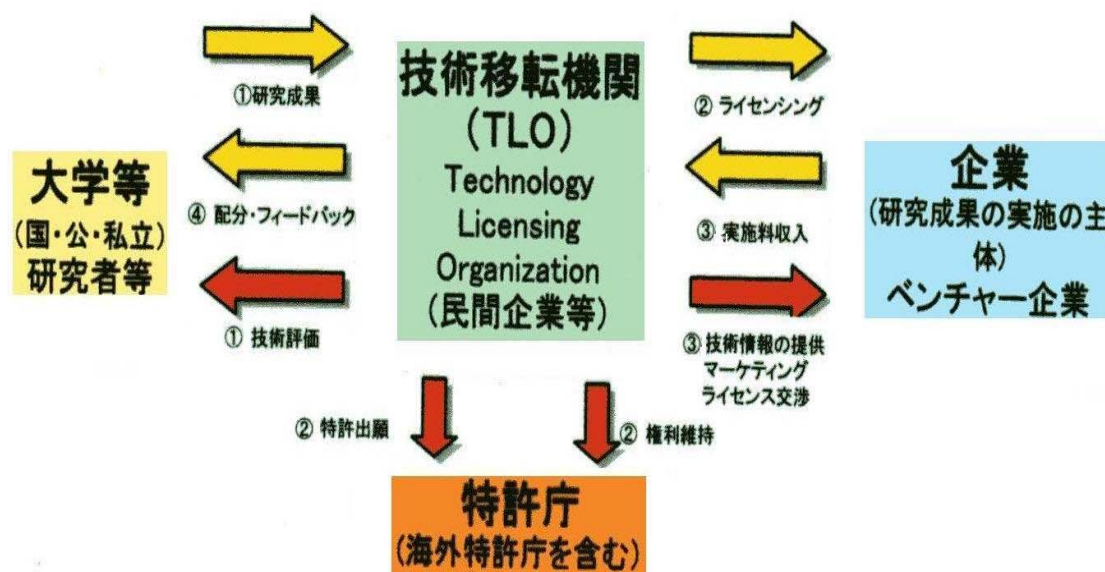 ①研究成果
④ 配分・フィードバック
① 技術評価
大学等
(国・公・私立)
研究者等
技術移転機関
(TLO)
Technology
Licensing
Organization
(民間企業等)
② ライセンシング
③ 実施料収入
③ 技術情報の提供
マーケティング
ライセンス交渉
企業
(研究成果の実施の主
体)
ベンチャー企業
② 特許出願
② 権利維持
特許庁
(海外特許庁を含む)